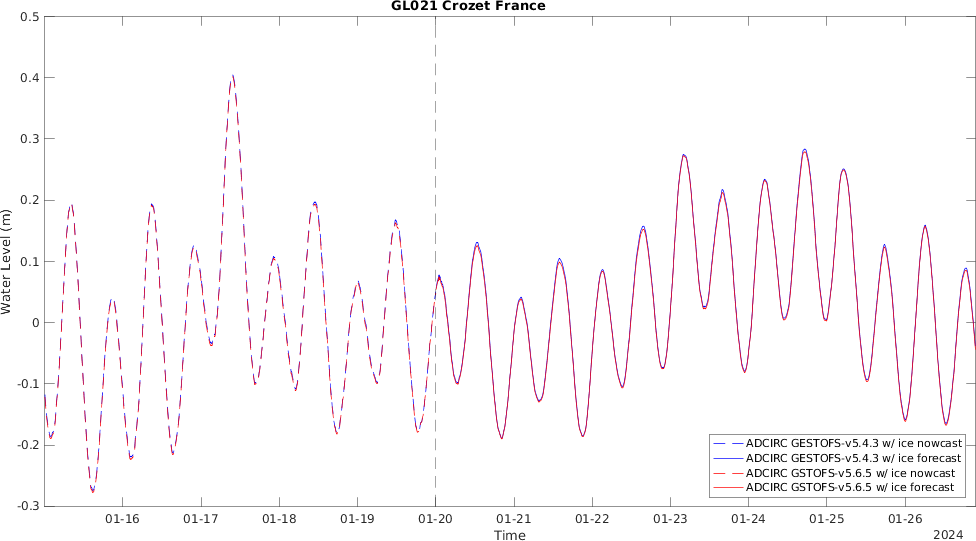 GL021 Crozet France
0.5
0.4
0.3
0.2
0.1
0
-0.1
-0.2
-0.3
Water Level (m)
01-16 01-17 01-18 01-19 01-20 01-21 01-22 01-23 01-24 01-25 01-26
Time
2024
ADCIRC GESTOFS-v5.4.3 w/ ice nowcast
ADCIRC GESTOFS-v5.4.3 w/ ice forecast
ADCIRC GSTOFS-v5.6.5 w/ ice nowcast
ADCIRC GSTOFS-v5.6.5 w/ ice forecast